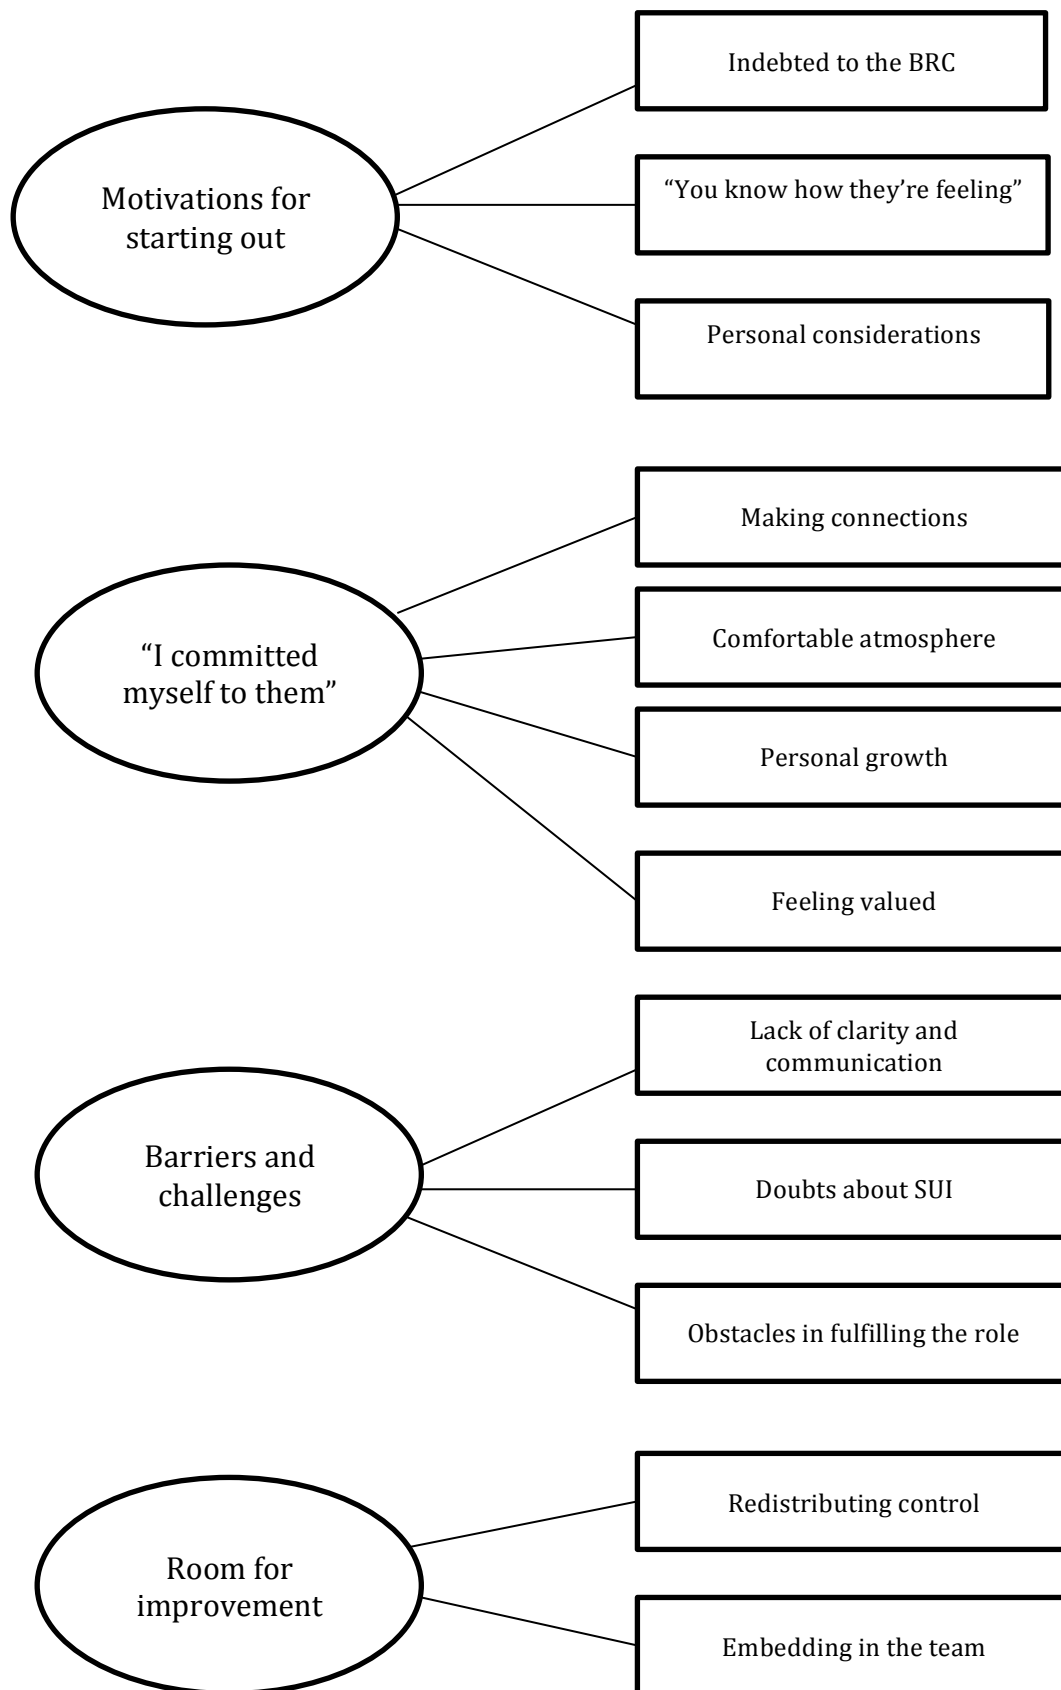 Motivations for
starting out
Indebted to the BRC
“You know how they’re feeling”
Personal considerations
“I committed
myself to them”
Making connections
Comfortable atmosphere
Personal growth
Feeling valued
Barriers and
challenges
Lack of clarity and
communication
Doubts about SUI
Obstacles in fulfilling the role
Room for
improvement
Redistributing control
Embedding in the team